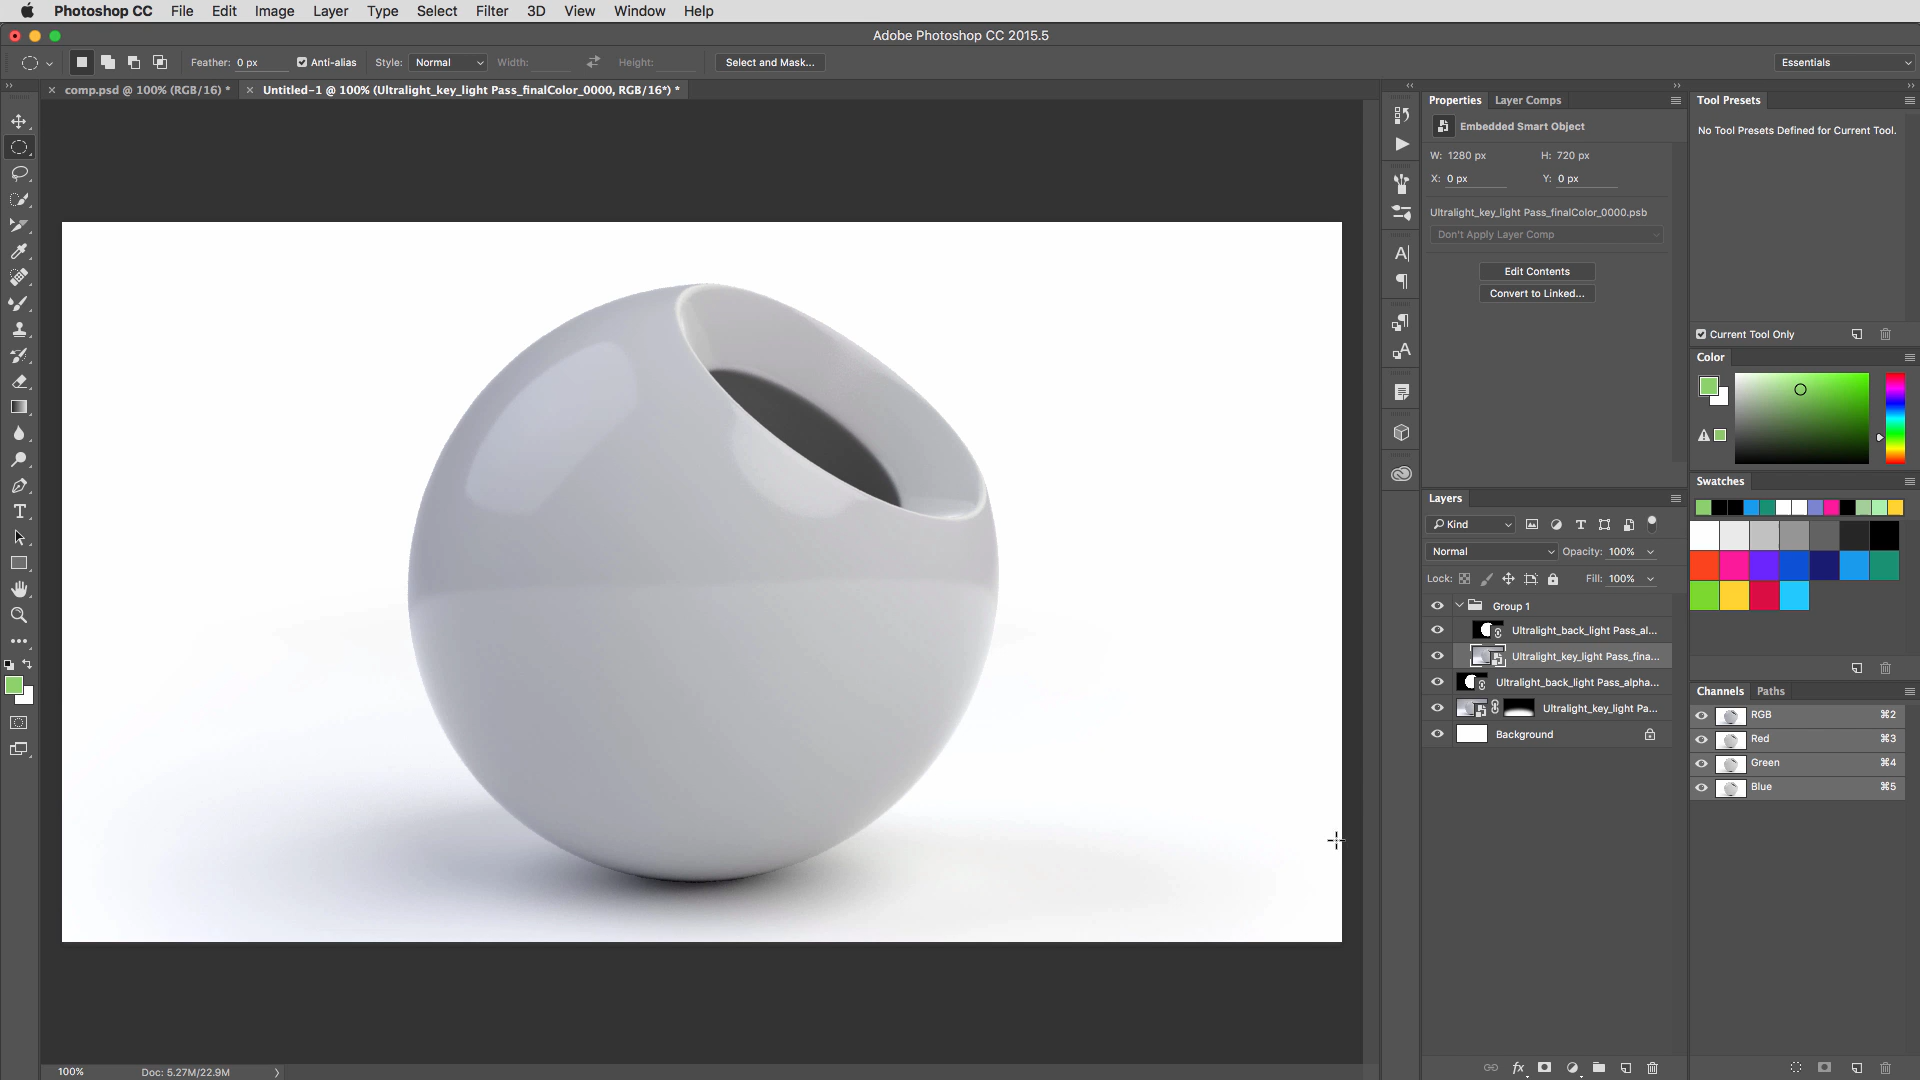 Photoshop CC File Edit Image Layer Type Select Filter 3D View Window Help
Adobe Photoshop CC 2015.5
Feather: 0 px Anti-alias Style: Normal Width: Height: Select and Mask... Essentials
comp.psd @ 100% (RGB/16) * Untitled-1 @ 100% (Ultralight_key_light Pass_finalColor_0000, RGB/16*) *
Properties Layer Comps
Embedded Smart Object
W: 1280 px H: 720 px
X: 0 px Y: 0 px
Ultralight_key_light Pass_finalColor_0000.psb
Don't Apply Layer Comp
Edit Contents
Convert to Linked...
Tool Presets
No Tool Presets Defined for Current Tool.
Current Tool Only
Color
Swatches
Layers
Kind
Normal Opacity: 100%
Lock: Fill: 100%
Group 1
Ultralight_back_light Pass_al...
Ultralight_key_light Pass_fina...
Ultralight_back_light Pass_alpha...
Ultralight_key_light Pa...
Background
Channels Paths
RGB ⌘2
Red ⌘3
Green ⌘4
Blue ⌘5
100% Doc: 5.27M/22.9M